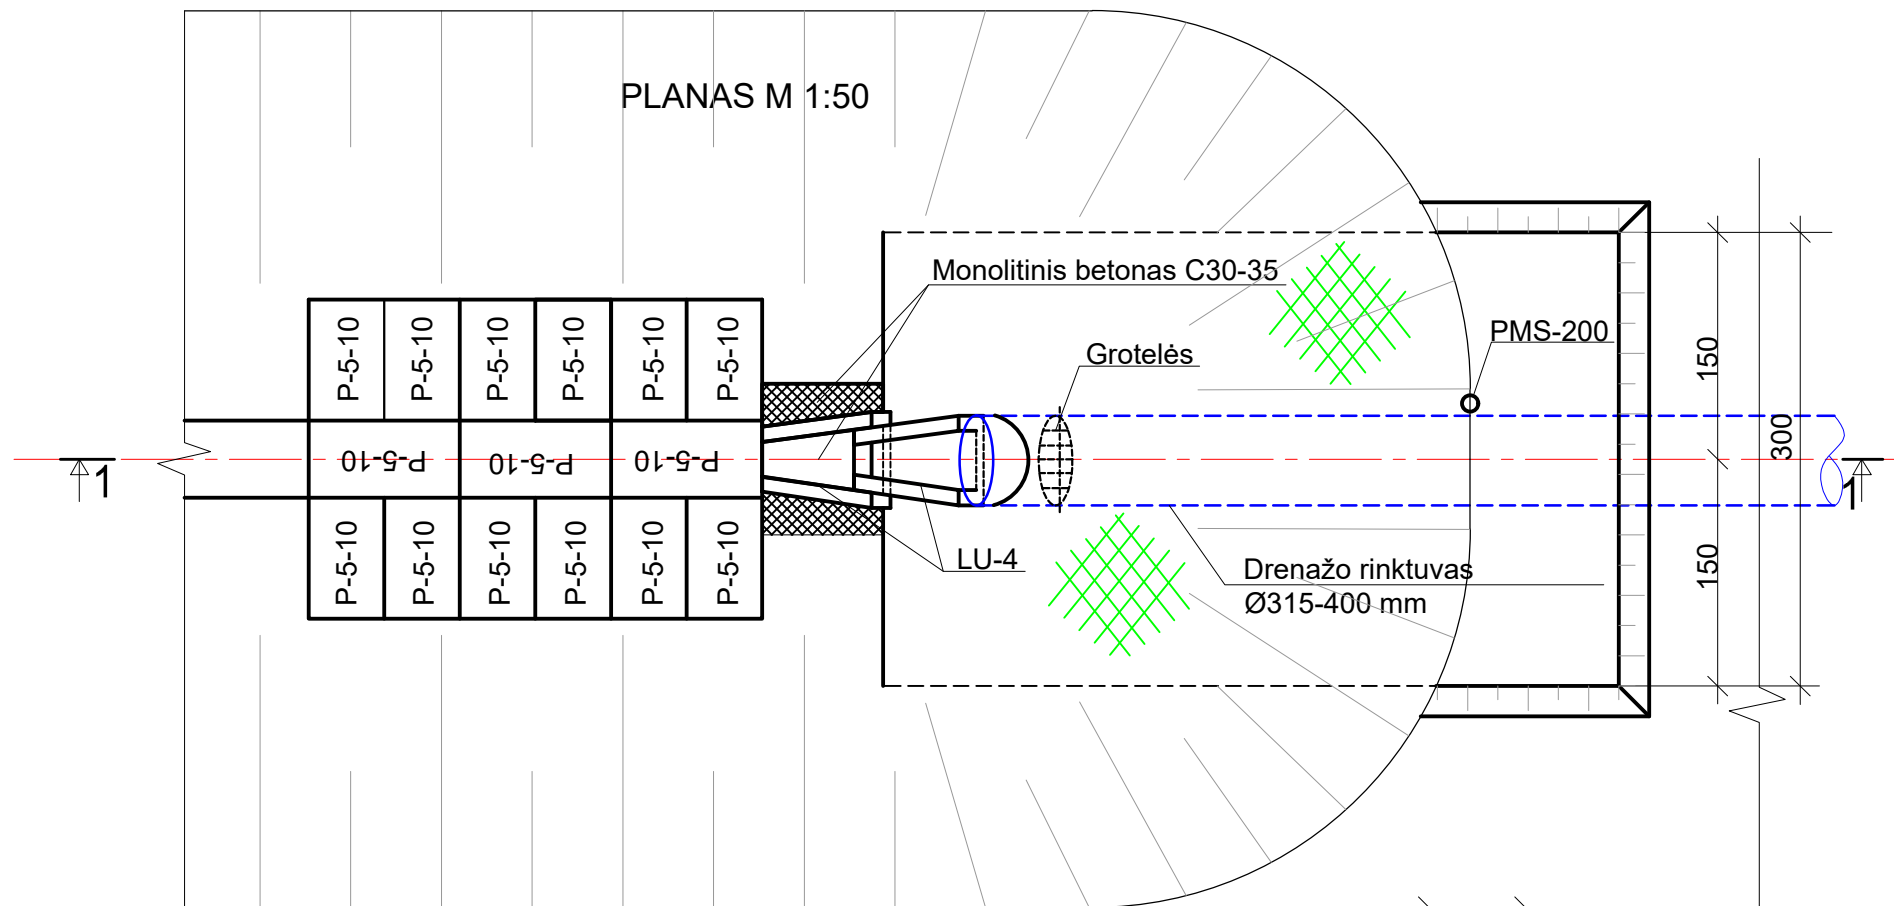 PLANAS M 1:50
Monolitinis betonas C30-35
PMS-200
Grotelės
P-5-10 P-5-10 P-5-10 P-5-10 P-5-10 P-5-10
150
300
1 P-5-10 P-5-10 P-5-10 1
P-5-10 P-5-10 P-5-10 P-5-10 P-5-10 P-5-10
LU-4
Drenažo rinktuvas
Ø315-400 mm
150